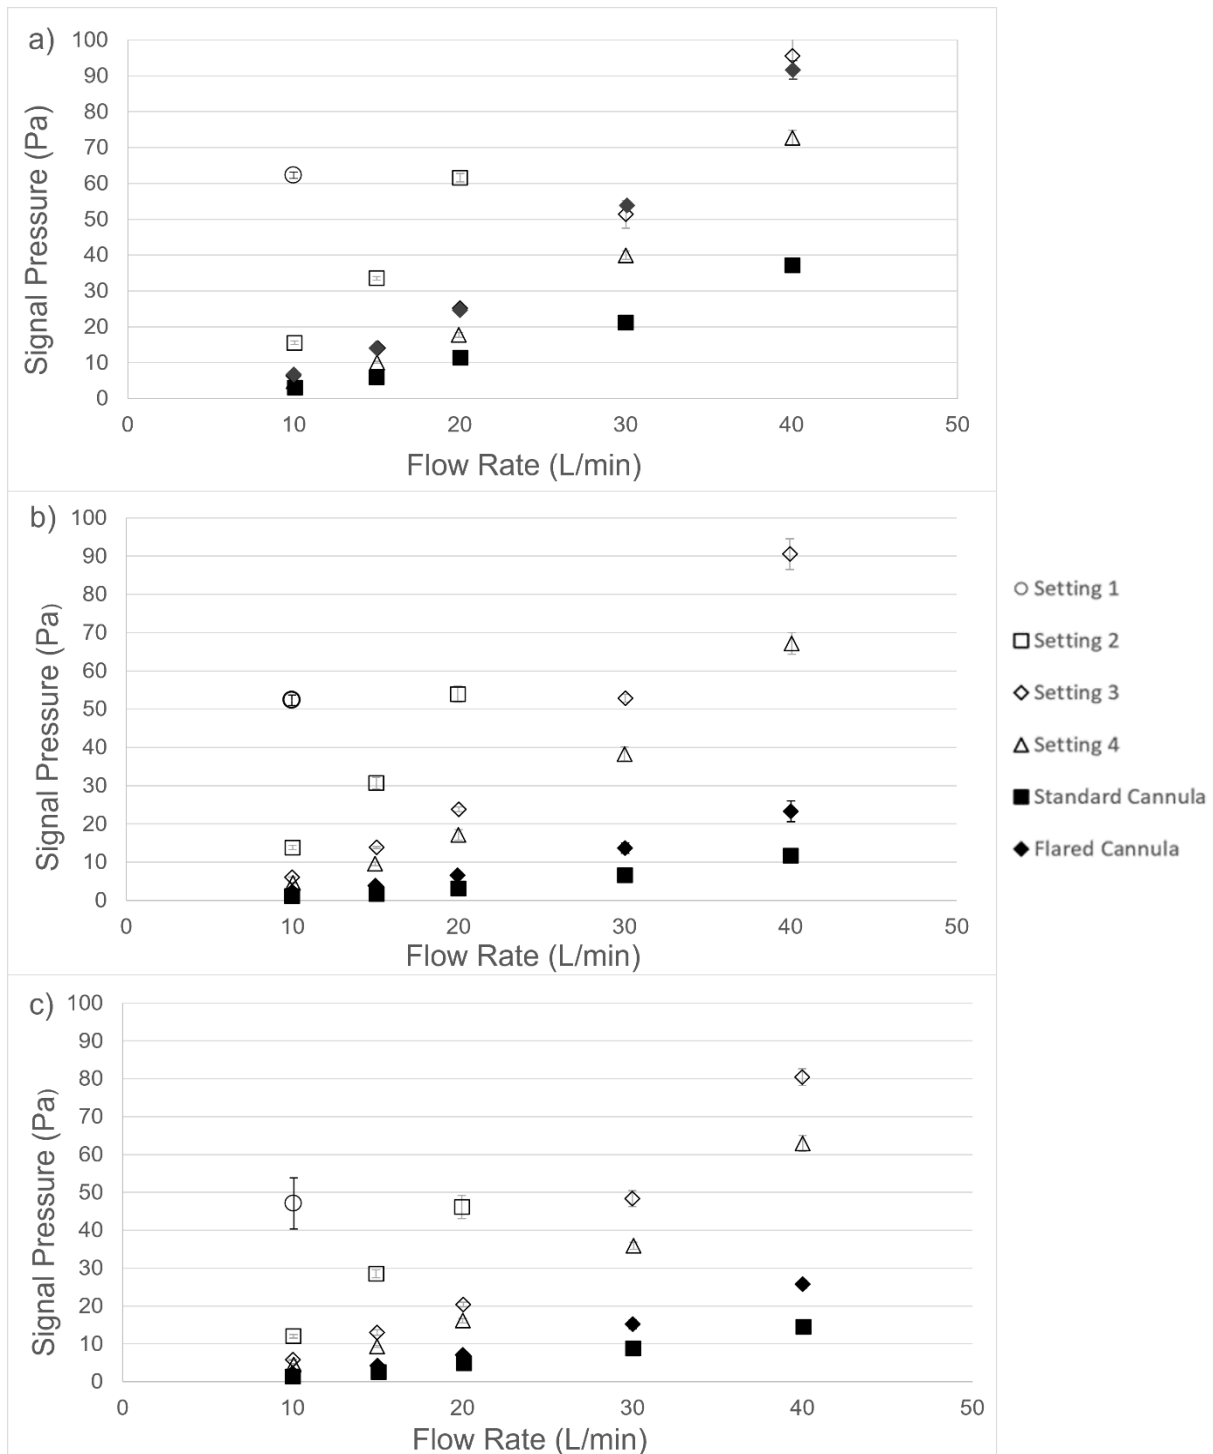 a)
100
90
80
70
60
50
40
30
20
10
0
Signal Pressure (Pa)
0 10 20 30 40 50
Flow Rate (L/min)
b)
100
90
80
70
60
50
40
30
20
10
0
Signal Pressure (Pa)
0 10 20 30 40 50
Flow Rate (L/min)
c)
100
90
80
70
60
50
40
30
20
10
0
Signal Pressure (Pa)
0 10 20 30 40 50
Flow Rate (L/min)
Setting 1
Setting 2
Setting 3
Setting 4
Standard Cannula
Flared Cannula